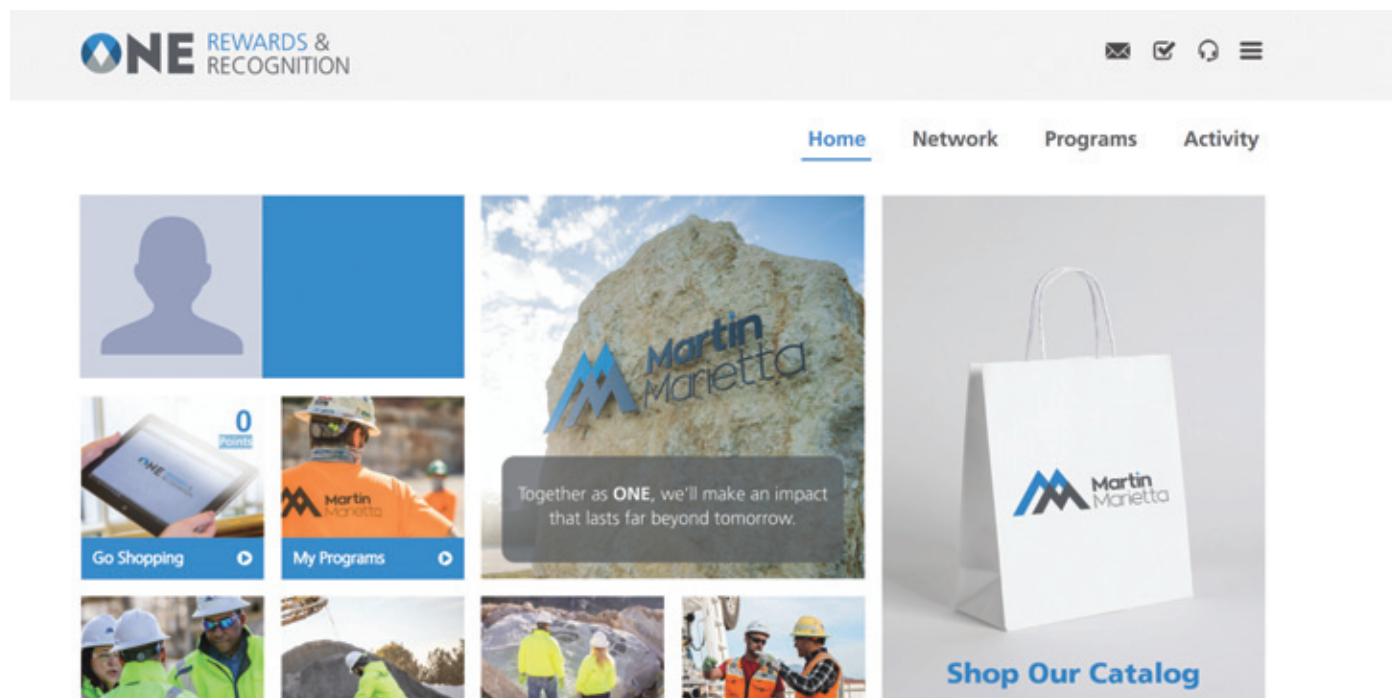 ONE REWARDS &
RECOGNITION
Home Network Programs Activity
Martin
Marietta
Together as ONE, we'll make an impact
that lasts far beyond tomorrow.
0
Points
ONE
Go Shopping
Martin
Marietta
My Programs
Martin
Marietta
Shop Our Catalog